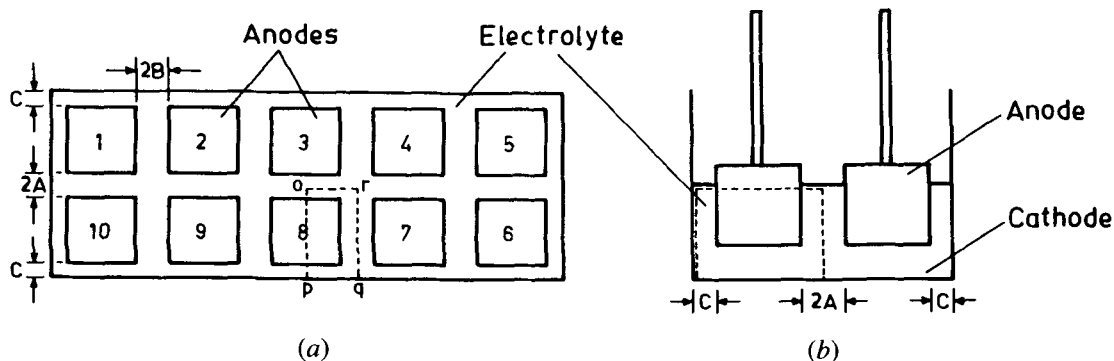 Anodes
Electrolyte
2B
C
1 2 3 4 5
2A
o r
10 9 8 7 6
C
p q
(a)
Anode
Cathode
C 2A C
(b)